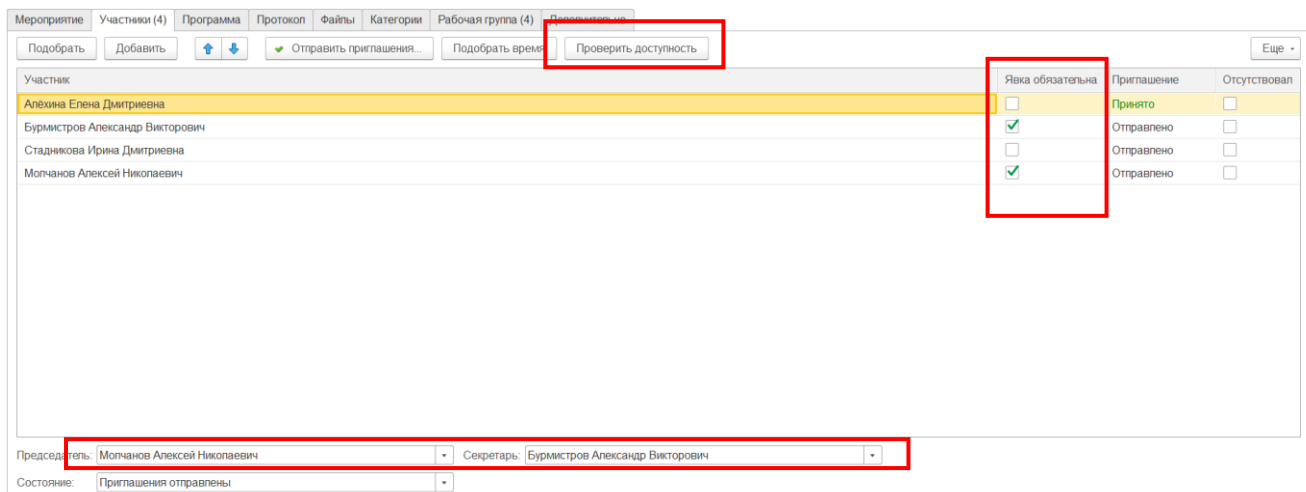 Мероприятие Участники (4) Программа Протокол Файлы Категории Рабочая группа (4) Дополнительно
Подобрать Добавить Отправить приглашения... Подобрать время Проверить доступность Еще
Участник Явка обязательна Приглашение Отсутствовал
Алехина Елена Дмитриевна Принято
Бурмистров Александр Викторович Отправлено
Стадникова Ирина Дмитриевна Отправлено
Молчанов Алексей Николаевич Отправлено
Председатель: Молчанов Алексей Николаевич Секретарь: Бурмистров Александр Викторович
Состояние: Приглашения отправлены